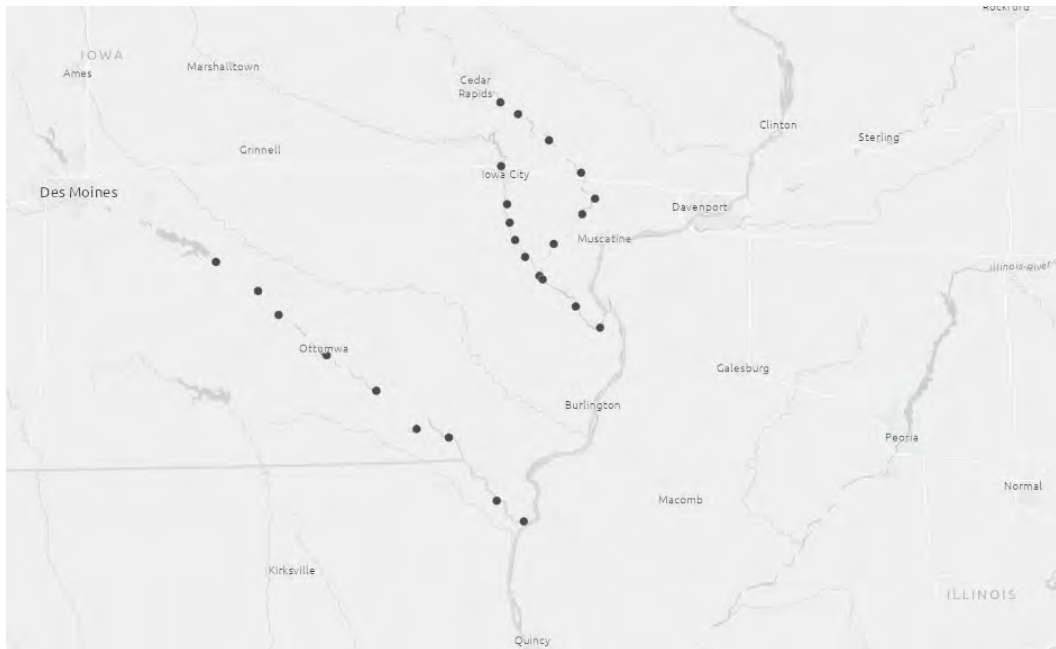 Rockford
IOWA
Marshalltown
Ames
Cedar
Rapids
Clinton
Sterling
Grinnell
Iowa City
Des Moines
Davenport
Muscatine
Illinois River
Ottumwa
Galesburg
Burlington
Peoria
Normal
Macomb
Kirksville
ILLINOIS
Quincy